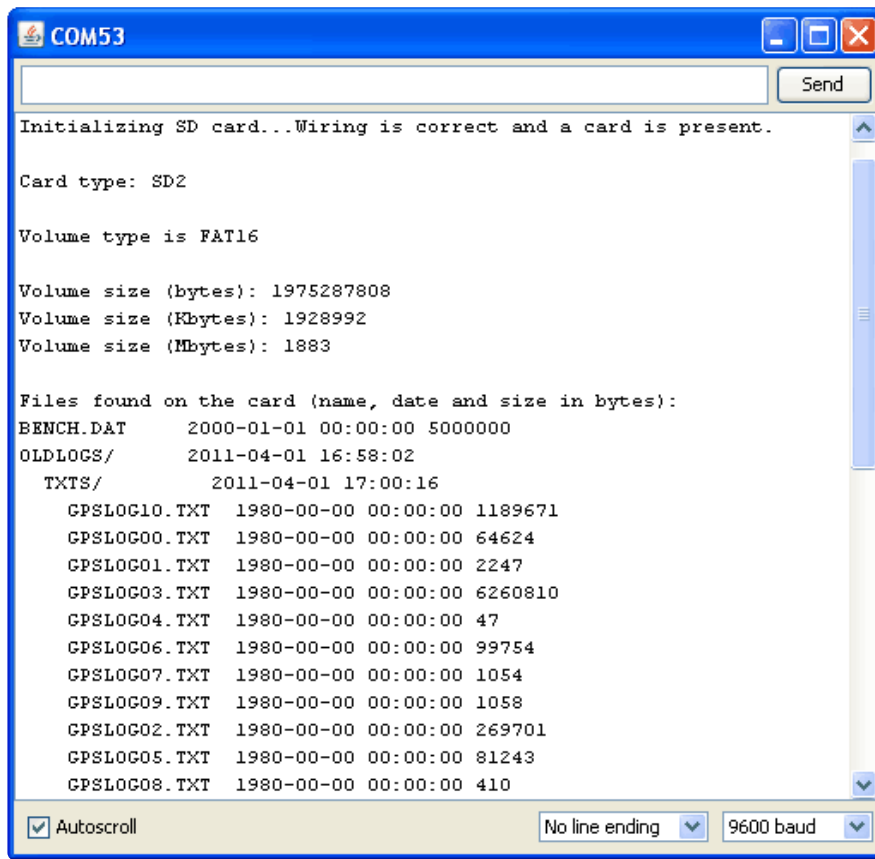 COM53
Send
Initializing SD card...Wiring is correct and a card is present.
Card type: SD2
Volume type is FAT16
Volume size (bytes): 1975287808
Volume size (Kbytes): 1928992
Volume size (Mbytes): 1883
Files found on the card (name, date and size in bytes):
BENCH.DAT 2000-01-01 00:00:00 5000000
OLDLOGS/ 2011-04-01 16:58:02
TXTS/ 2011-04-01 17:00:16
GPSLOG10.TXT 1980-00-00 00:00:00 1189671
GPSLOG00.TXT 1980-00-00 00:00:00 64624
GPSLOG01.TXT 1980-00-00 00:00:00 2247
GPSLOG03.TXT 1980-00-00 00:00:00 6260810
GPSLOG04.TXT 1980-00-00 00:00:00 47
GPSLOG06.TXT 1980-00-00 00:00:00 99754
GPSLOG07.TXT 1980-00-00 00:00:00 1054
GPSLOG09.TXT 1980-00-00 00:00:00 1058
GPSLOG02.TXT 1980-00-00 00:00:00 269701
GPSLOG05.TXT 1980-00-00 00:00:00 81243
GPSLOG08.TXT 1980-00-00 00:00:00 410
Autoscroll No line ending 9600 baud